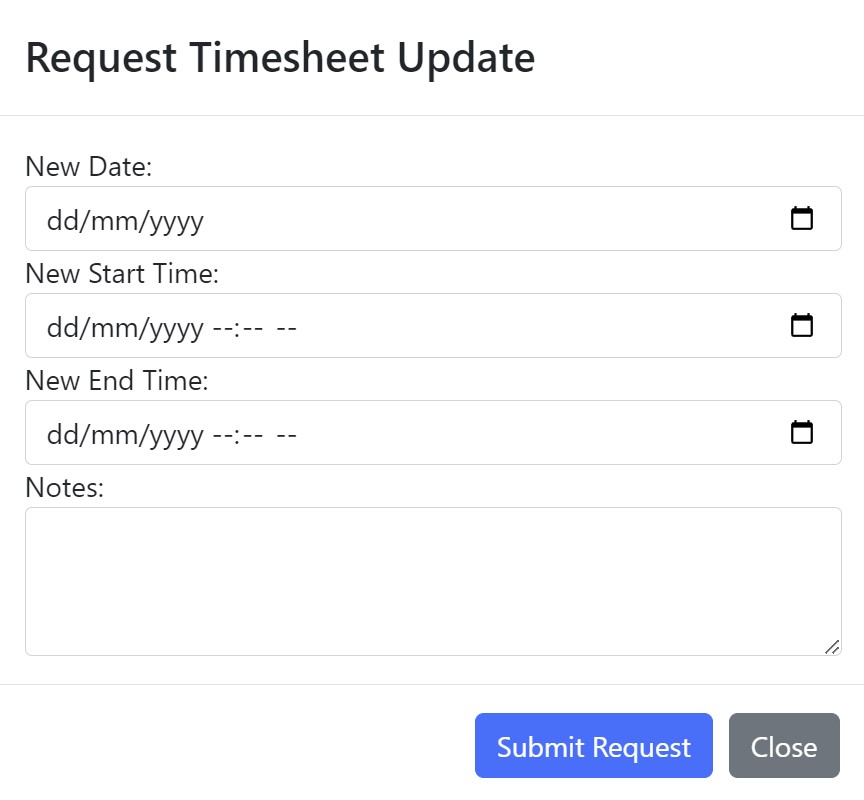 Request Timesheet Update
New Date:
dd/mm/yyyy
New Start Time:
dd/mm/yyyy --:-- --
New End Time:
dd/mm/yyyy --:-- --
Notes:
Submit Request Close